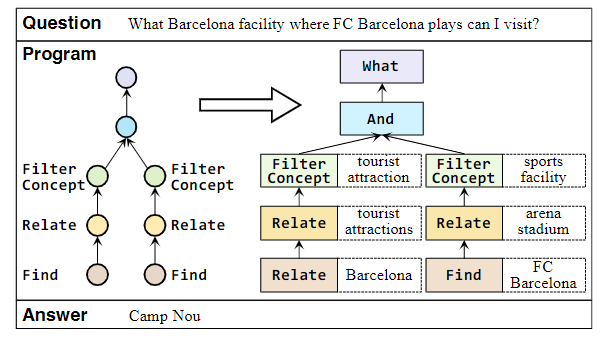 Question What Barcelona facility where FC Barcelona plays can I visit?
Program
What
And
Filter Concept
Filter Concept
Filter Concept tourist attraction
Filter Concept sports facility
Relate
Relate
Relate tourist attractions
Relate arena stadium
Find
Find
Relate Barcelona
Find FC Barcelona
Answer Camp Nou